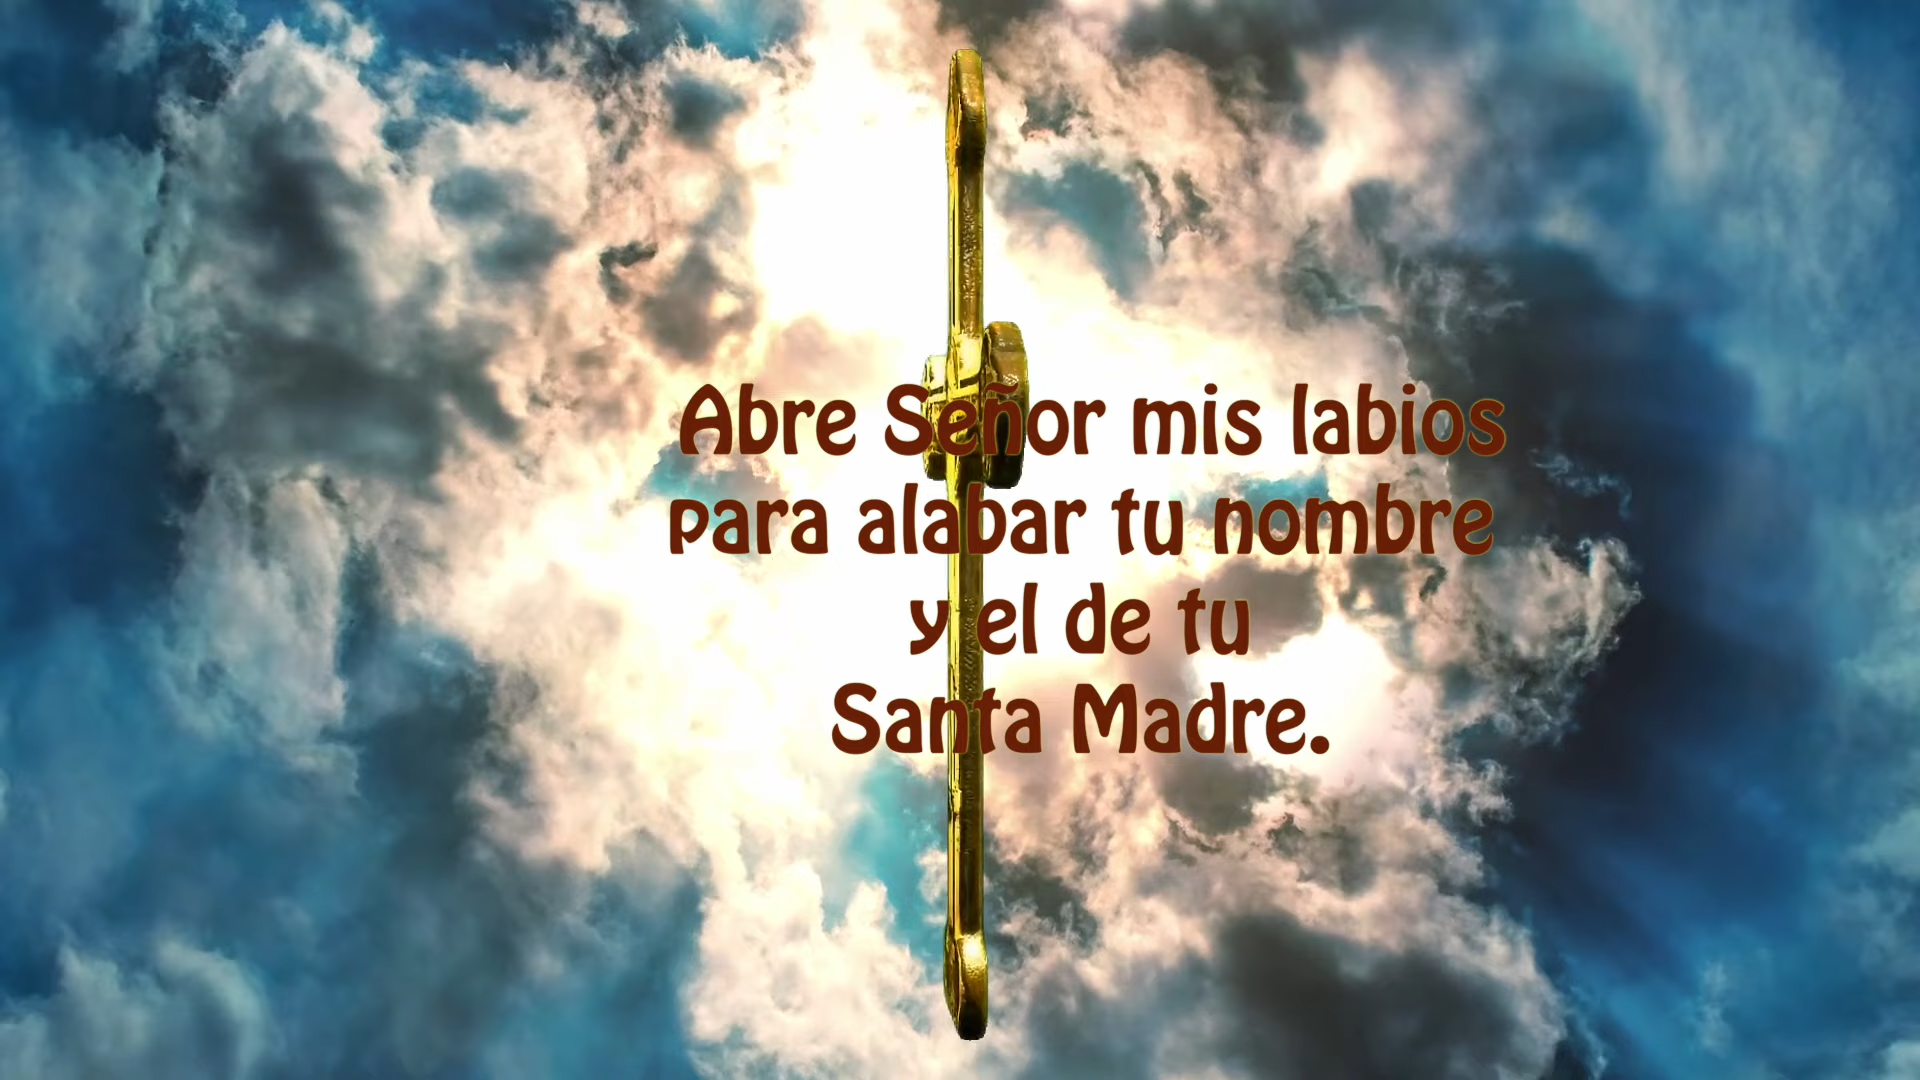 Abre Señor mis labios
para alabar tu nombre
y el de tu
Santa Madre.